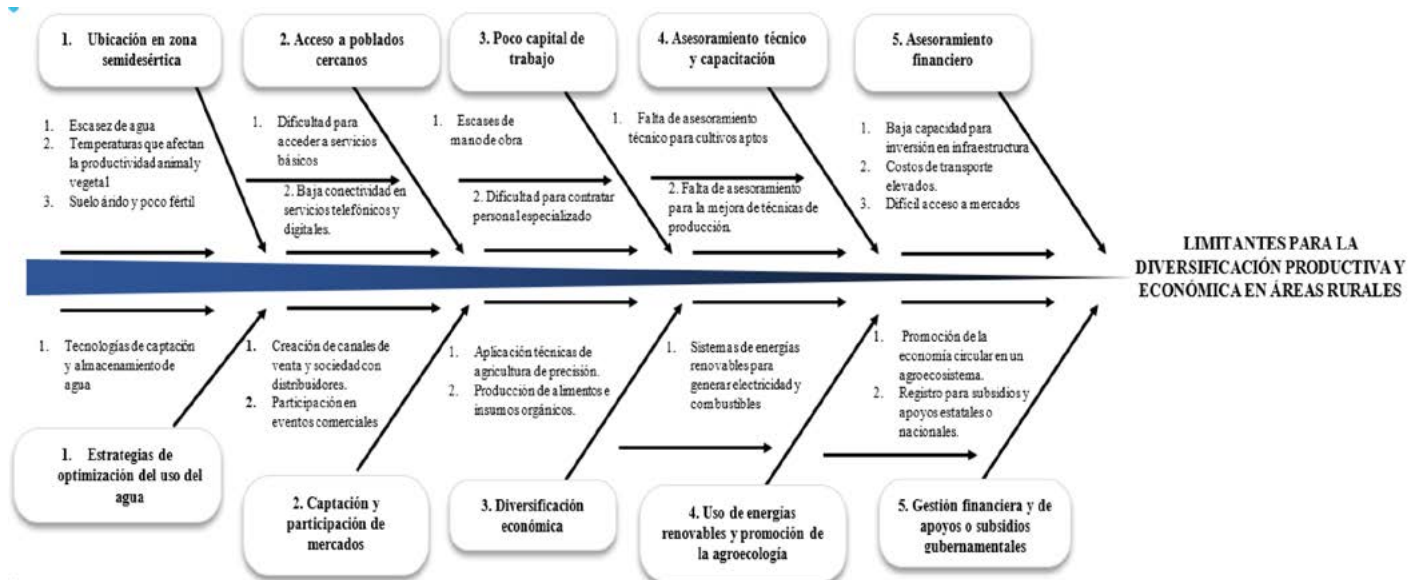 1. Ubicación en zona
semidesértica
2. Acceso a poblados
cercanos
3. Poco capital de
trabajo
4. Asesoramiento técnico
y capacitación
5. Asesoramiento
financiero
1. Escasez de agua
2. Temperaturas que afectan
la productividad animal y
vegetal
3. Suelo árido y poco fértil
1. Dificultad para
acceder a servicios
básicos
2. Baja conectividad en
servicios telefónicos y
digitales.
1. Escases de
mano de obra
2. Dificultad para contratar
personal especializado
1. Falta de asesoramiento
técnico para cultivos aptos
2. Falta de asesoramiento
para la mejora de técnicas de
producción.
1. Baja capacidad para
inversión en infraestructura
2. Costos de transporte
elevados.
3. Difícil acceso a mercados
LIMITANTES PARA LA
DIVERSIFICACIÓN PRODUCTIVA Y
ECONÓMICA EN ÁREAS RURALES
1. Tecnologías de captación
y almacenamiento de
agua
1. Creación de canales de
venta y sociedad con
distribuidores.
2. Participación en
eventos comerciales
1. Aplicación técnicas de
agricultura de precisión.
2. Producción de alimentos e
insumos orgánicos.
1. Sistemas de energías
renovables para
generar electricidad y
combustibles
1. Promoción de la
economía circular en un
agroecosistema.
2. Registro para subsidios y
apoyos estatales o
nacionales.
1. Estrategias de
optimización del uso del
agua
2. Captación y
participación de
mercados
3. Diversificación
económica
4. Uso de energías
renovables y promoción de
la agroecología
5. Gestión financiera y de
apoyos o subsidios
gubernamentales